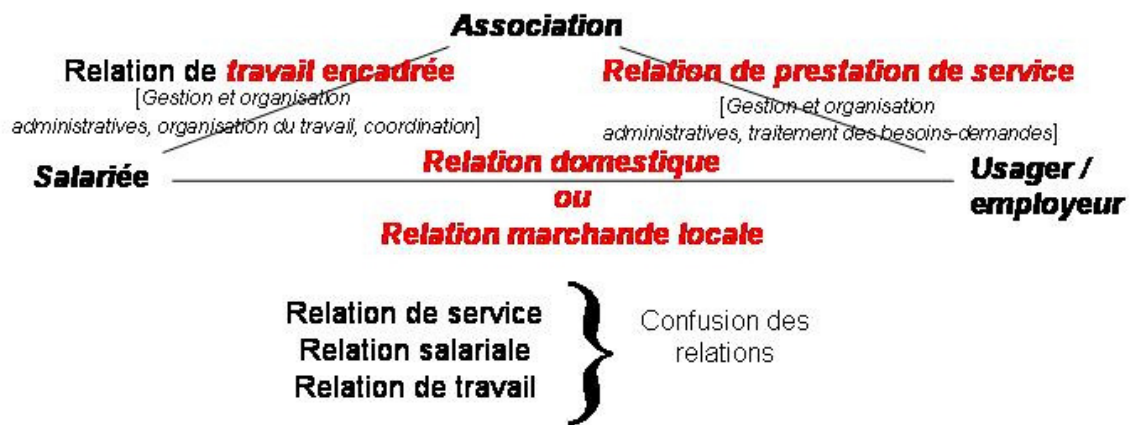 Association
Relation de travail encadrée
[Gestion et organisation
administratives, organisation du travail, coordination]
Relation de prestation de service
[Gestion et organisation
administratives, traitement des besoins-demandes]
Salariée
Relation domestique
ou
Relation marchande locale
Usager /
employeur
Relation de service
Relation salariale
Relation de travail
Confusion des
relations